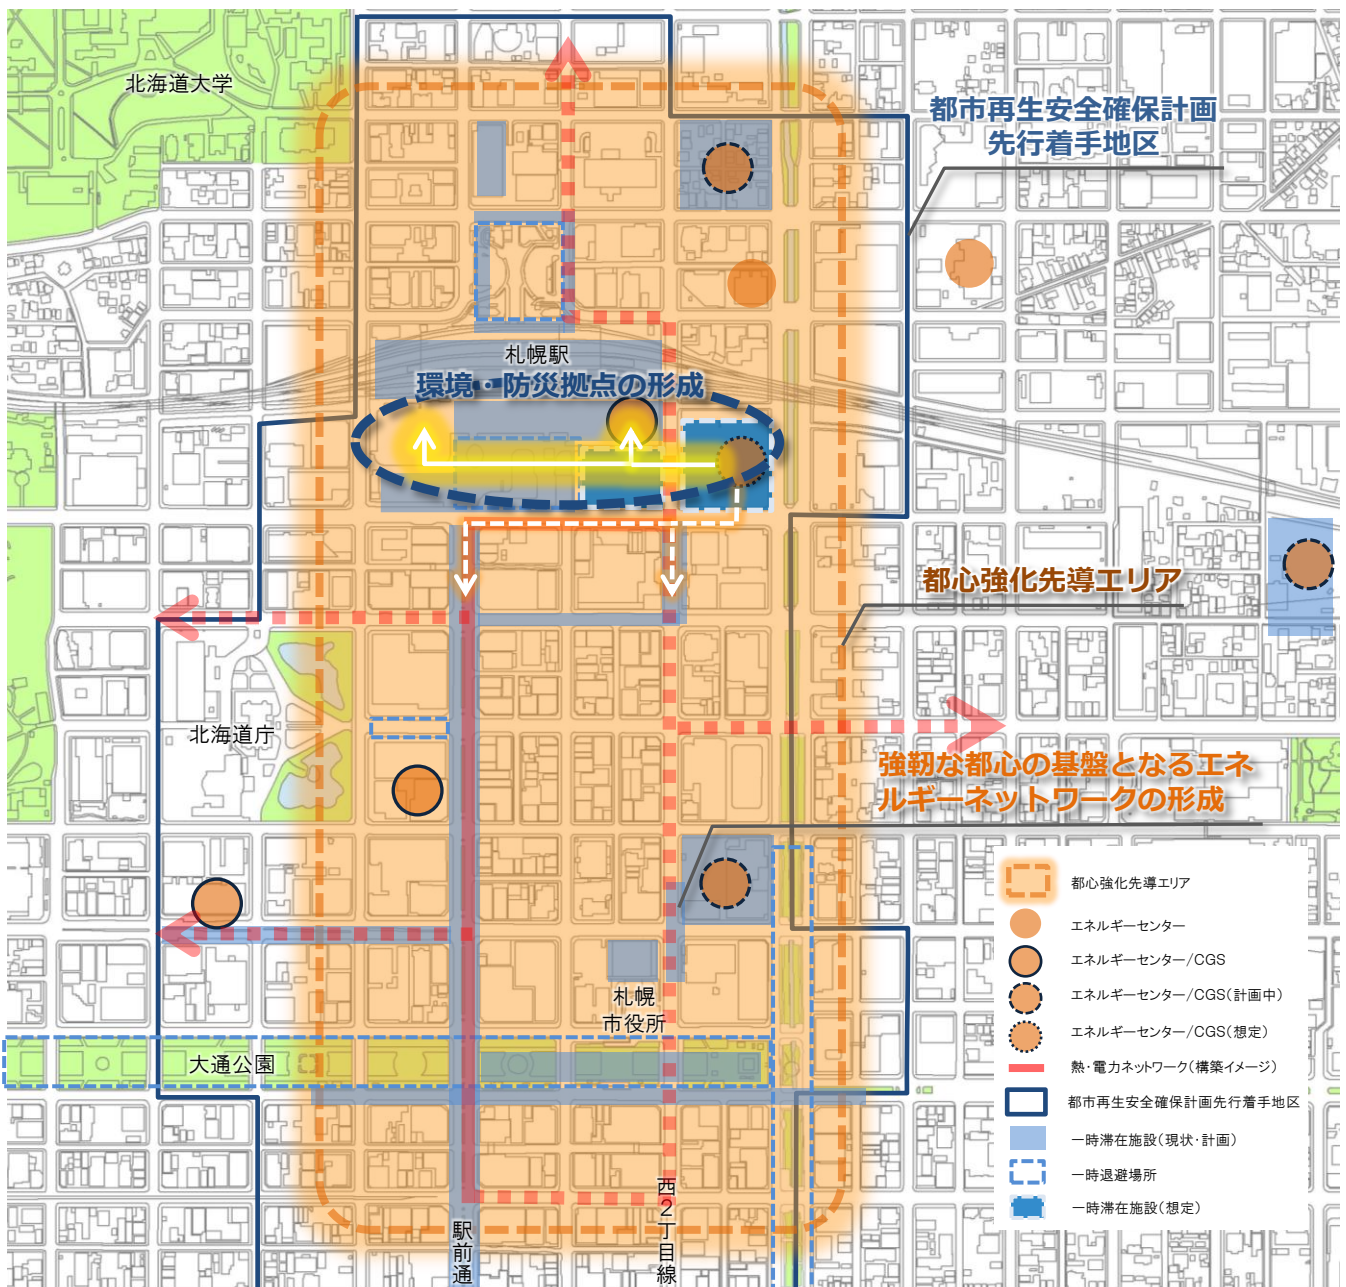 北海道大学
都市再生安全確保計画
先行着手地区
札幌駅
環境・防災拠点の形成
都心強化先導エリア
北海道庁
強靭な都心の基盤となるエネ
ルギーネットワークの形成
札幌
市役所
大通公園
西2丁目線
駅前通
都心強化先導エリア
エネルギーセンター
エネルギーセンター/CGS
エネルギーセンター/CGS(計画中)
エネルギーセンター/CGS(想定)
熱・電力ネットワーク(構築イメージ)
都市再生安全確保計画先行着手地区
一時滞在施設(現状・計画)
一時退避場所
一時滞在施設(想定)